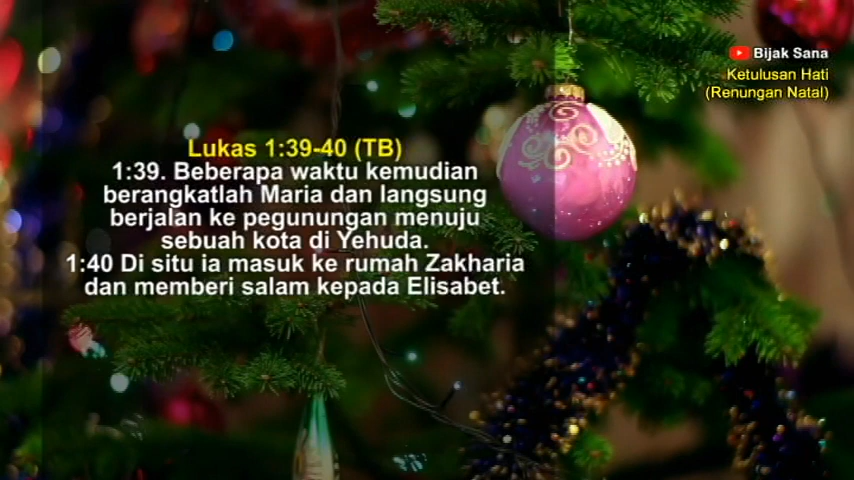 Bijak Sana
Ketulusan Hati
(Renungan Natal)
Lukas 1:39-40 (TB)
1:39. Beberapa waktu kemudian
berangkatlah Maria dan langsung
berjalan ke pegunungan menuju
sebuah kota di Yehuda.
1:40 Di situ ia masuk ke rumah Zakharia
dan memberi salam kepada Elisabet.